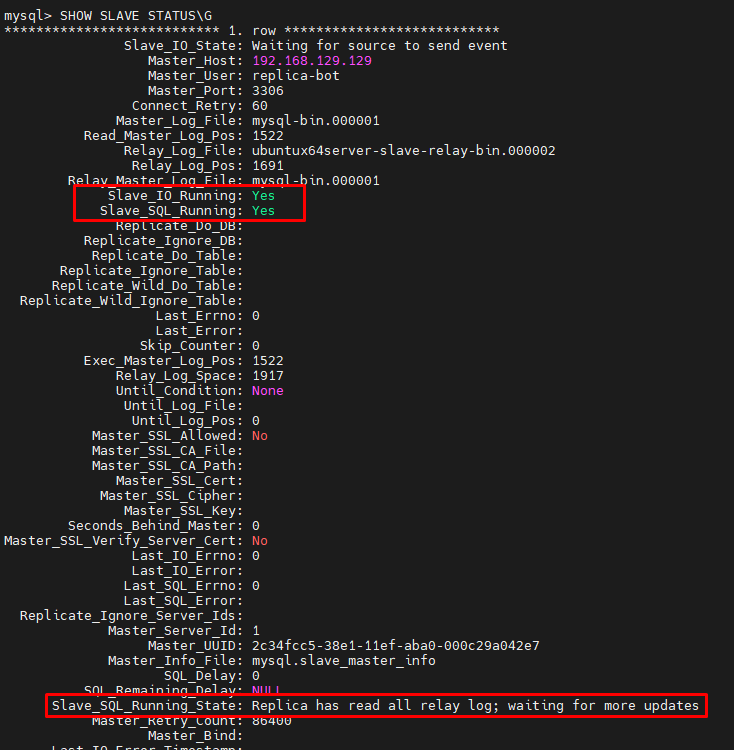 mysql> SHOW SLAVE STATUS\G
*************************** 1. row ***************************
Slave_IO_State: Waiting for source to send event
Master_Host: 192.168.129.129
Master_User: replica-bot
Master_Port: 3306
Connect_Retry: 60
Master_Log_File: mysql-bin.000001
Read_Master_Log_Pos: 1522
Relay_Log_File: ubuntux64server-slave-relay-bin.000002
Relay_Log_Pos: 1691
Relay_Master_Log_File: mysql-bin.000001
Slave_IO_Running: Yes
Slave_SQL_Running: Yes
Replicate_Do_DB:
Replicate_Ignore_DB:
Replicate_Do_Table:
Replicate_Ignore_Table:
Replicate_Wild_Do_Table:
Replicate_Wild_Ignore_Table:
Last_Errno: 0
Last_Error:
Skip_Counter: 0
Exec_Master_Log_Pos: 1522
Relay_Log_Space: 1917
Until_Condition: None
Until_Log_File:
Until_Log_Pos: 0
Master_SSL_Allowed: No
Master_SSL_CA_File:
Master_SSL_CA_Path:
Master_SSL_Cert:
Master_SSL_Cipher:
Master_SSL_Key:
Seconds_Behind_Master: 0
Master_SSL_Verify_Server_Cert: No
Last_IO_Errno: 0
Last_IO_Error:
Last_SQL_Errno: 0
Last_SQL_Error:
Replicate_Ignore_Server_Ids:
Master_Server_Id: 1
Master_UUID: 2c34fcc5-38e1-11ef-aba0-000c29a042e7
Master_Info_File: mysql.slave_master_info
SQL_Delay: 0
SQL_Remaining_Delay: NULL
Slave_SQL_Running_State: Replica has read all relay log; waiting for more updates
Master_Retry_Count: 86400
Master_Bind:
Last_IO_Error_Timestamp: